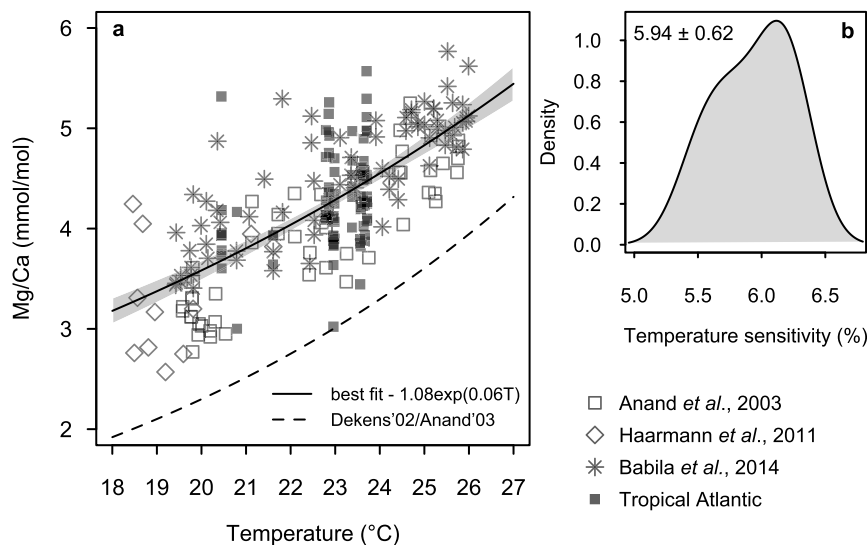 a
6
5
4
3
2
Mg/Ca (mmol/mol)
18 19 20 21 22 23 24 25 26 27
Temperature (°C)
best fit - 1.08exp(0.06T)
Dekens'02/Anand'03
b
5.94 ± 0.62
1.0
0.8
0.6
0.4
0.2
0.0
Density
5.0 5.5 6.0 6.5
Temperature sensitivity (%)
Anand et al., 2003
Haarmann et al., 2011
Babila et al., 2014
Tropical Atlantic